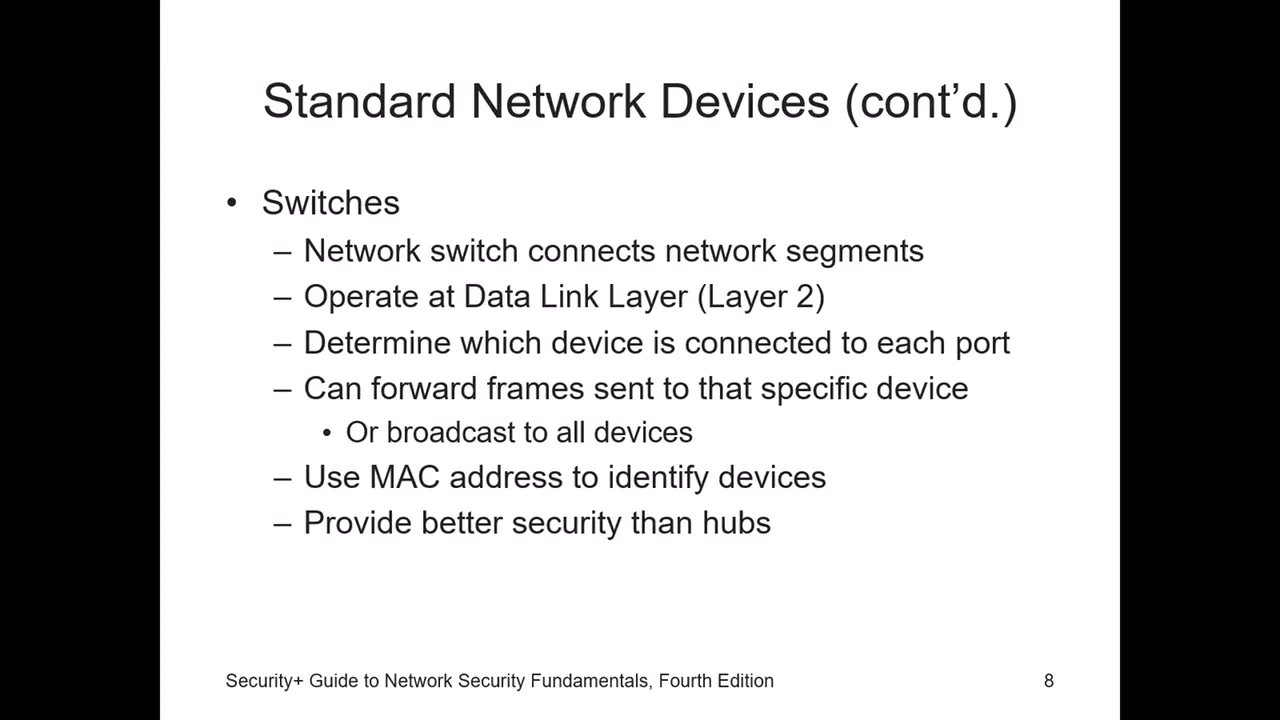 Standard Network Devices (cont’d.)
• Switches
– Network switch connects network segments
– Operate at Data Link Layer (Layer 2)
– Determine which device is connected to each port
– Can forward frames sent to that specific device
• Or broadcast to all devices
– Use MAC address to identify devices
– Provide better security than hubs
Security+ Guide to Network Security Fundamentals, Fourth Edition 8